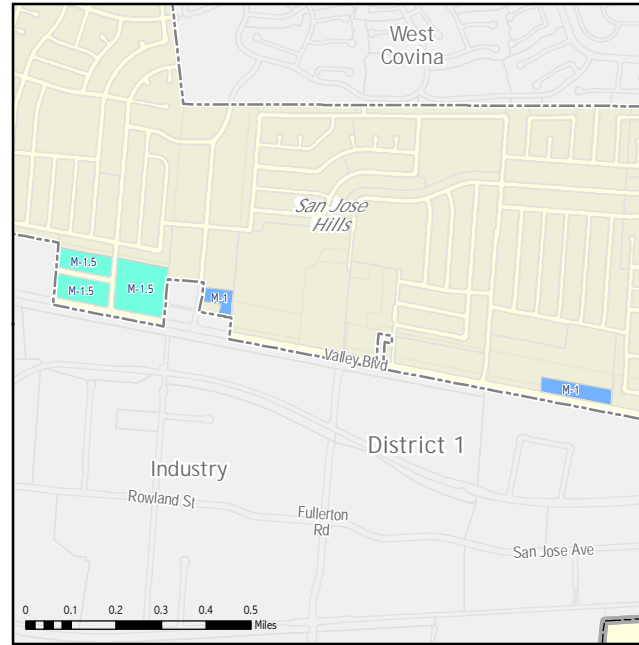 West
Covina
San Jose
Hills
M-1.5
M-1.5
M-1.5
M-1
Valley Blvd
M-1
District 1
Industry
Rowland St
Fullerton
Rd
San Jose Ave
0 0.1 0.2 0.3 0.4 0.5
Miles